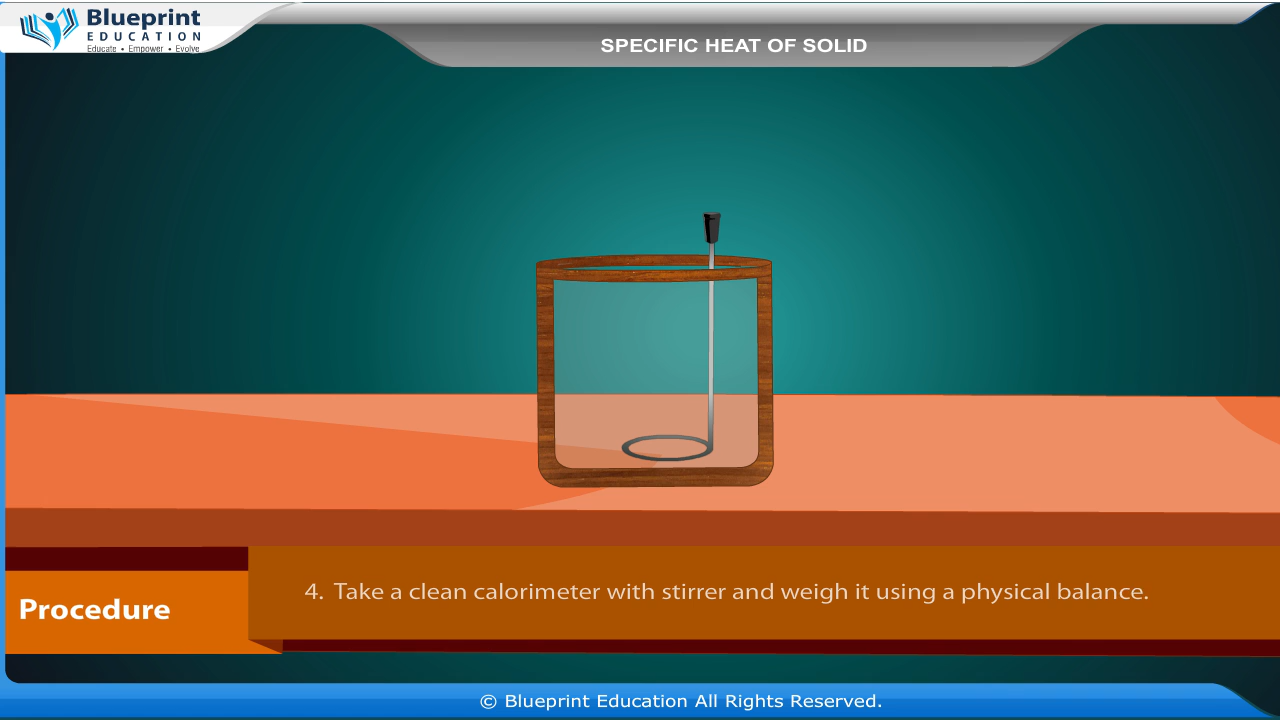 Blueprint
EDUCATION
Educate • Empower • Evolve
SPECIFIC HEAT OF SOLID
4. Take a clean calorimeter with stirrer and weigh it using a physical balance.
Procedure
© Blueprint Education All Rights Reserved.